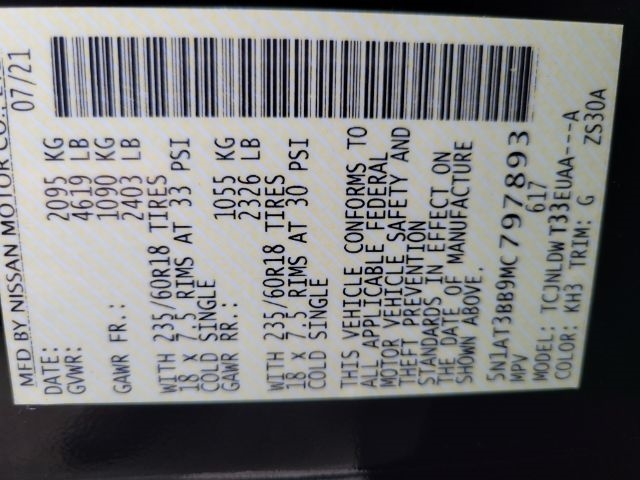 MFD BY NISSAN MOTOR CO.,
DATE: 07/21
GVWR: 2095 KG
4619 LB
GAWR FR.: 1090 KG
2403 LB
WITH 235/60R18 TIRES
18 x 7.5 RIMS AT 33 PSI
COLD SINGLE
GAWR RR.: 1055 KG
2326 LB
WITH 235/60R18 TIRES
18 x 7.5 RIMS AT 30 PSI
COLD SINGLE
THIS VEHICLE CONFORMS TO
ALL APPLICABLE FEDERAL
MOTOR VEHICLE SAFETY AND
THEFT PREVENTION
STANDARDS IN EFFECT ON
THE DATE OF MANUFACTURE
SHOWN ABOVE.
5N1AT3BB9MC797893
MPV 617
MODEL: TCJNLDWT33EUAA---A
COLOR: KH3 TRIM: G ZS30A